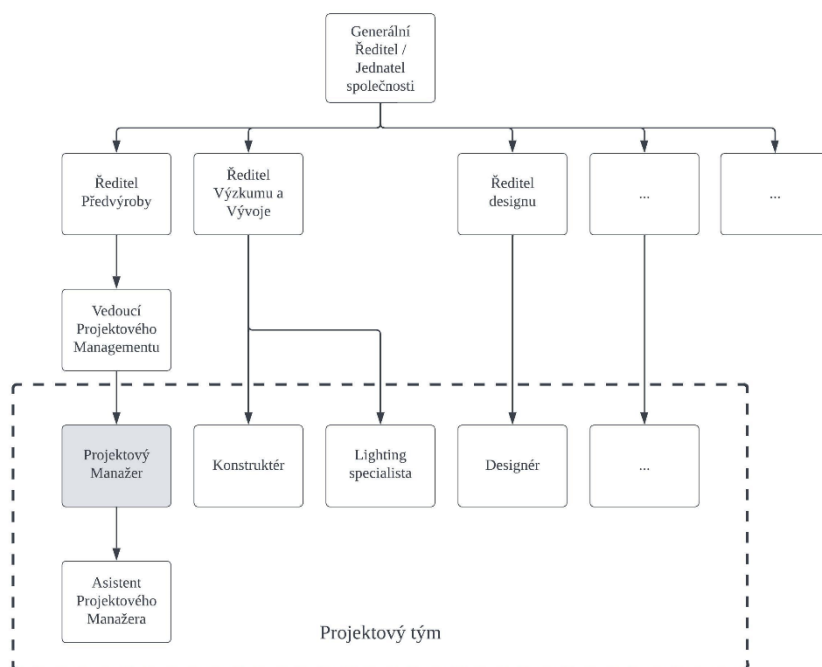 Generální
Ředitel /
Jednatel
společnosti
Ředitel
Předvýroby
Ředitel
Výzkumu a
Vývoje
Ředitel
designu
...
...
Vedoucí
Projektového
Managementu
Projektový
Manažer
Konstruktér
Lighting
specialista
Designér
...
Asistent
Projektového
Manažera
Projektový tým